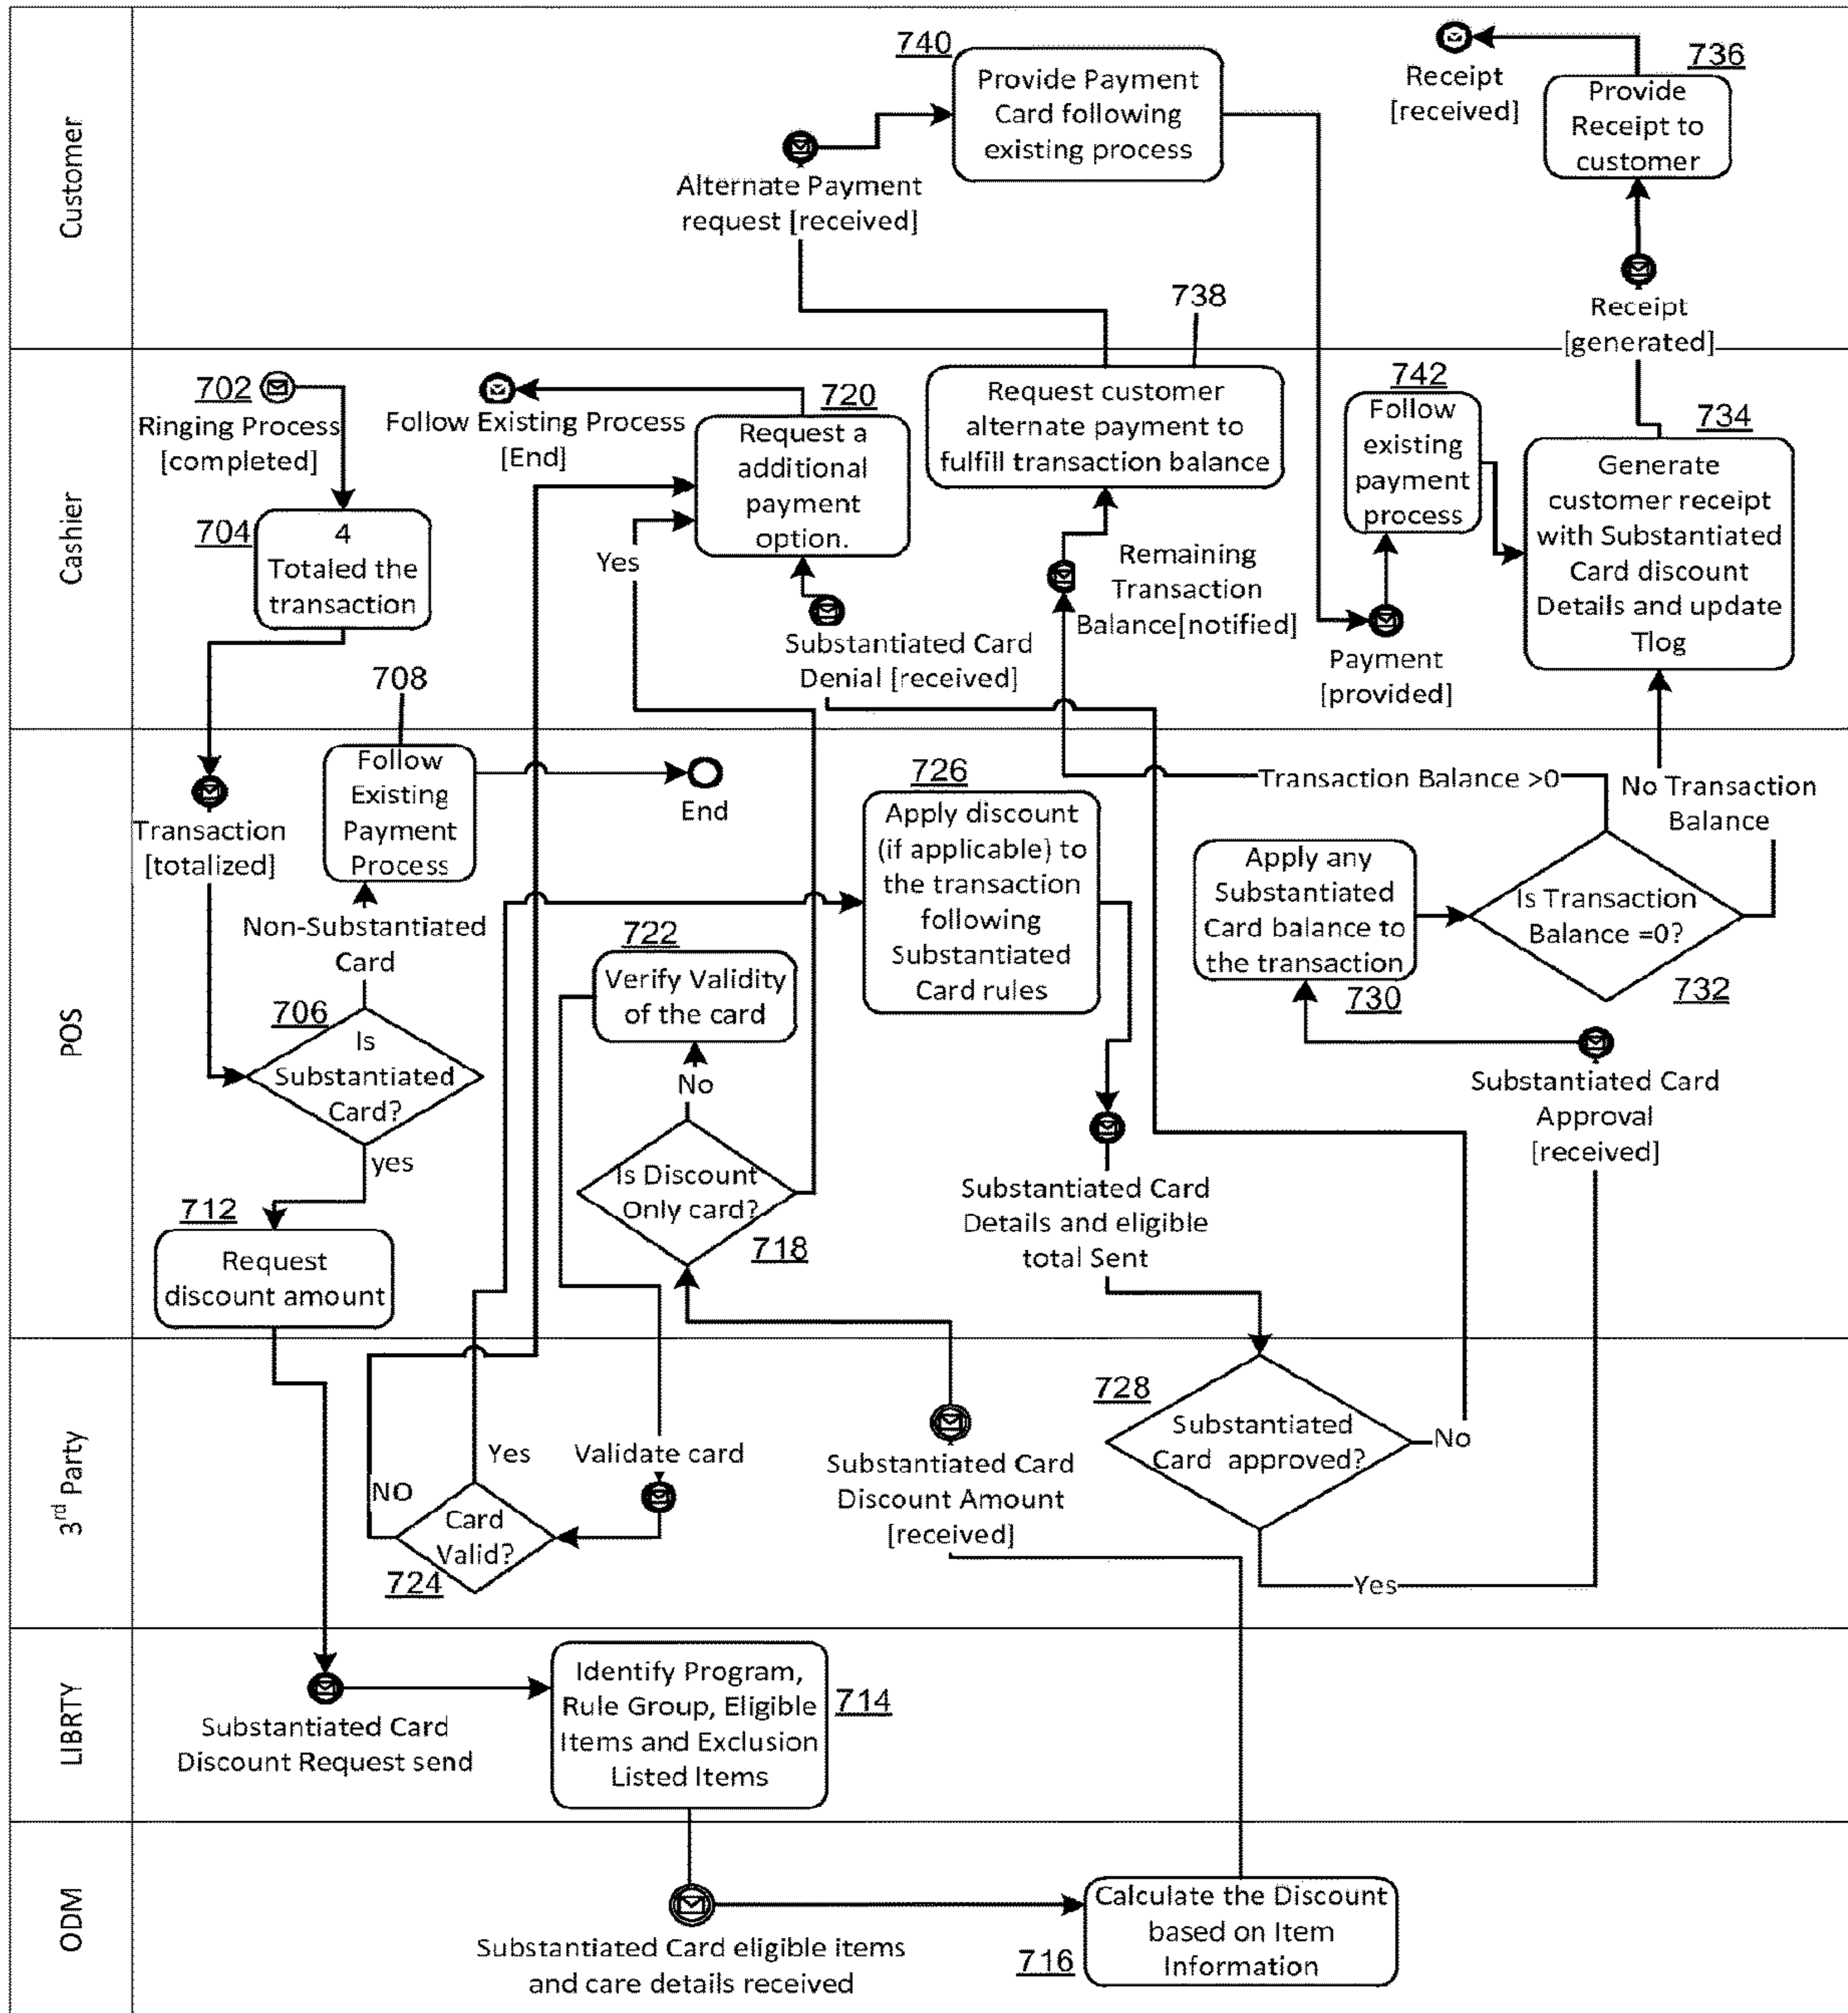 Customer
740
Provide Payment
Card following
existing process
Alternate Payment
request [received]
Receipt
[received]
736
Provide
Receipt to
customer
Receipt
[generated]
Cashier
702
Ringing Process
[completed]
704
4
Totaled the
transaction
Follow Existing Process
[End]
720
Request a
additional
payment
option.
Yes
Substantiated Card
Denial [received]
738
Request customer
alternate payment to
fulfill transaction balance
Remaining
Transaction
Balance[notified]
742
Follow
existing
payment
process
Payment
[provided]
734
Generate
customer receipt
with Substantiated
Card discount
Details and update
Tlog
POS
Transaction
[totalized]
708
Follow
Existing
Payment
Process
End
Non-Substantiated
Card
706
Is
Substantiated
Card?
yes
712
Request
discount amount
722
Verify Validity
of the card
No
Is Discount
Only card?
718
726
Apply discount
(if applicable) to
the transaction
following
Substantiated
Card rules
Substantiated Card
Details and eligible
total Sent
Transaction Balance >0
No Transaction
Balance
Apply any
Substantiated
Card balance to
the transaction
730
Is Transaction
Balance =0?
732
Substantiated Card
Approval
[received]
3rd Party
NO
Yes
Card
Valid?
724
Validate card
Substantiated Card
Discount Amount
[received]
728
Substantiated
Card approved?
No
Yes
LIBRTY
Substantiated Card
Discount Request send
Identify Program,
Rule Group, Eligible
Items and Exclusion
Listed Items
714
ODM
Substantiated Card eligible items
and care details received
716
Calculate the Discount
based on Item
Information